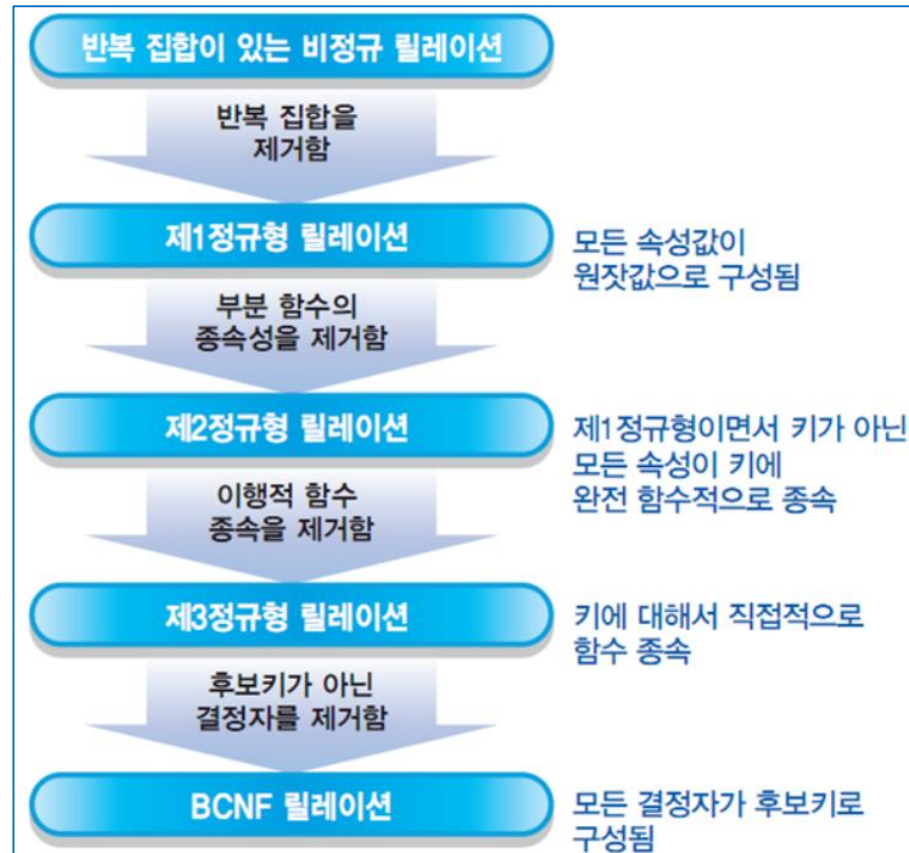 반복 집합이 있는 비정규 릴레이션
반복 집합을
제거함
제1정규형 릴레이션
모든 속성값이
원잣값으로 구성됨
부분 함수의
종속성을 제거함
제2정규형 릴레이션
제1정규형이면서 키가 아닌
모든 속성이 키에
완전 함수적으로 종속
이행적 함수
종속을 제거함
제3정규형 릴레이션
키에 대해서 직접적으로
함수 종속
후보키가 아닌
결정자를 제거함
BCNF 릴레이션
모든 결정자가 후보키로
구성됨